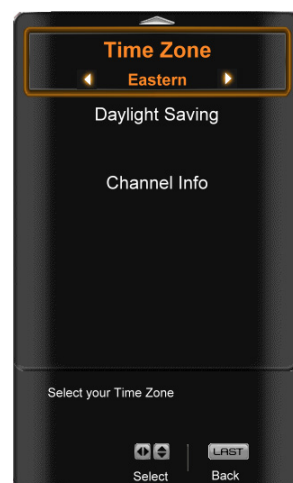 Time Zone
Eastern
Daylight Saving
Channel Info
Select your Time Zone
LAST
Select
Back